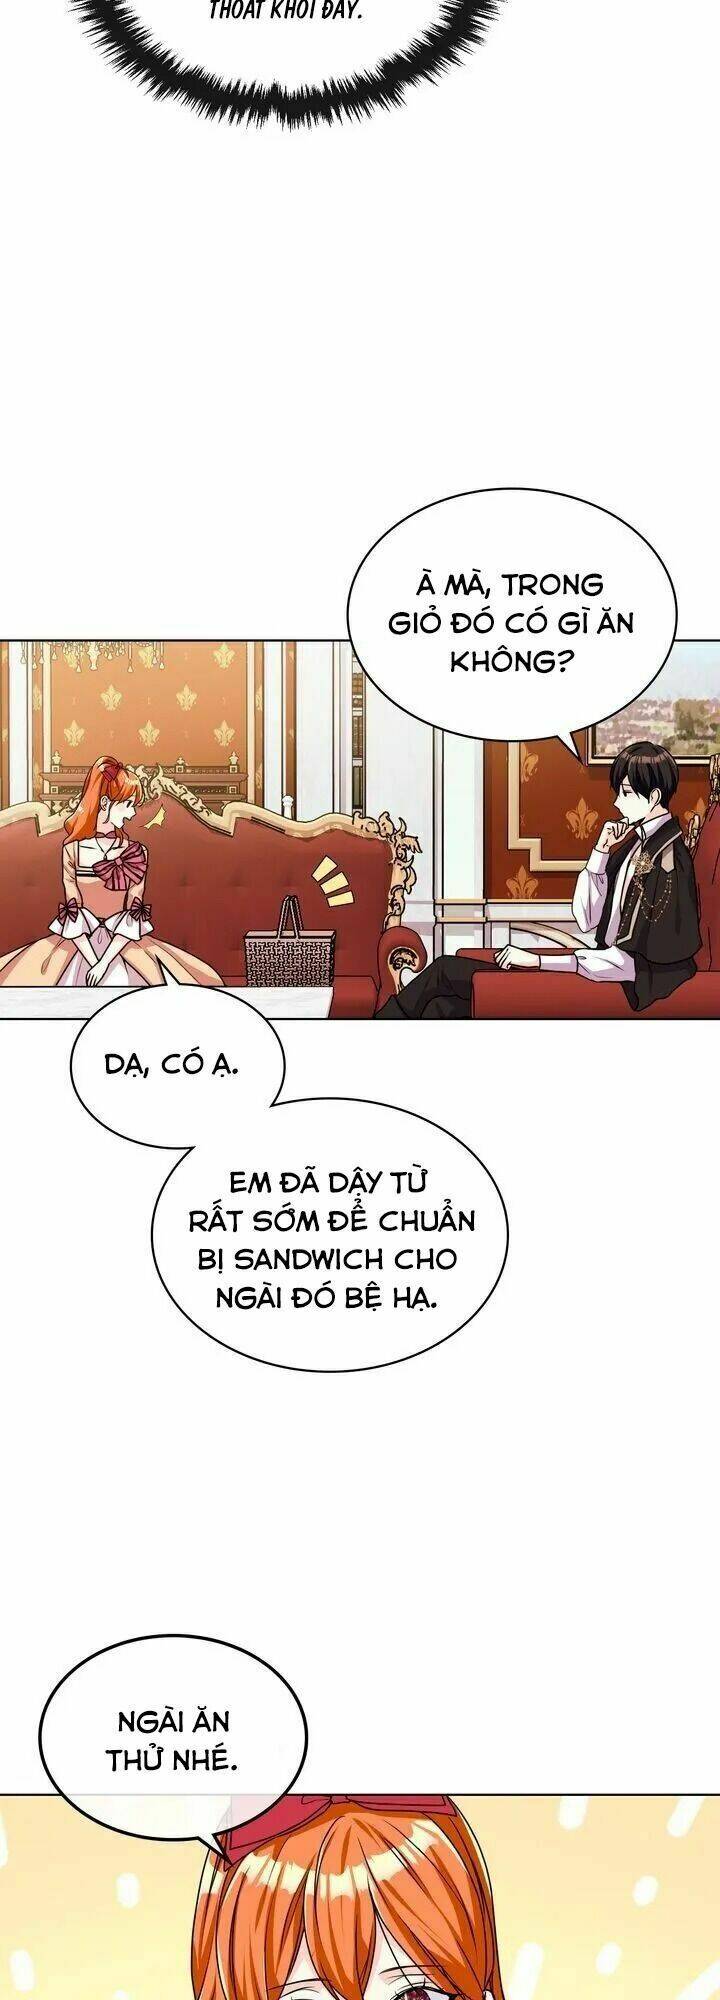 THOÁT KHỎI ĐÂY.
À MÀ, TRONG
GIỎ ĐÓ CÓ GÌ ĂN
KHÔNG?
DẠ, CÓ Ạ.
EM ĐÃ DẬY TỪ
RẤT SỚM ĐỂ CHUẨN
BỊ SANDWICH CHO
NGÀI ĐÓ BỆ HẠ.
NGÀI ĂN
THỬ NHÉ.